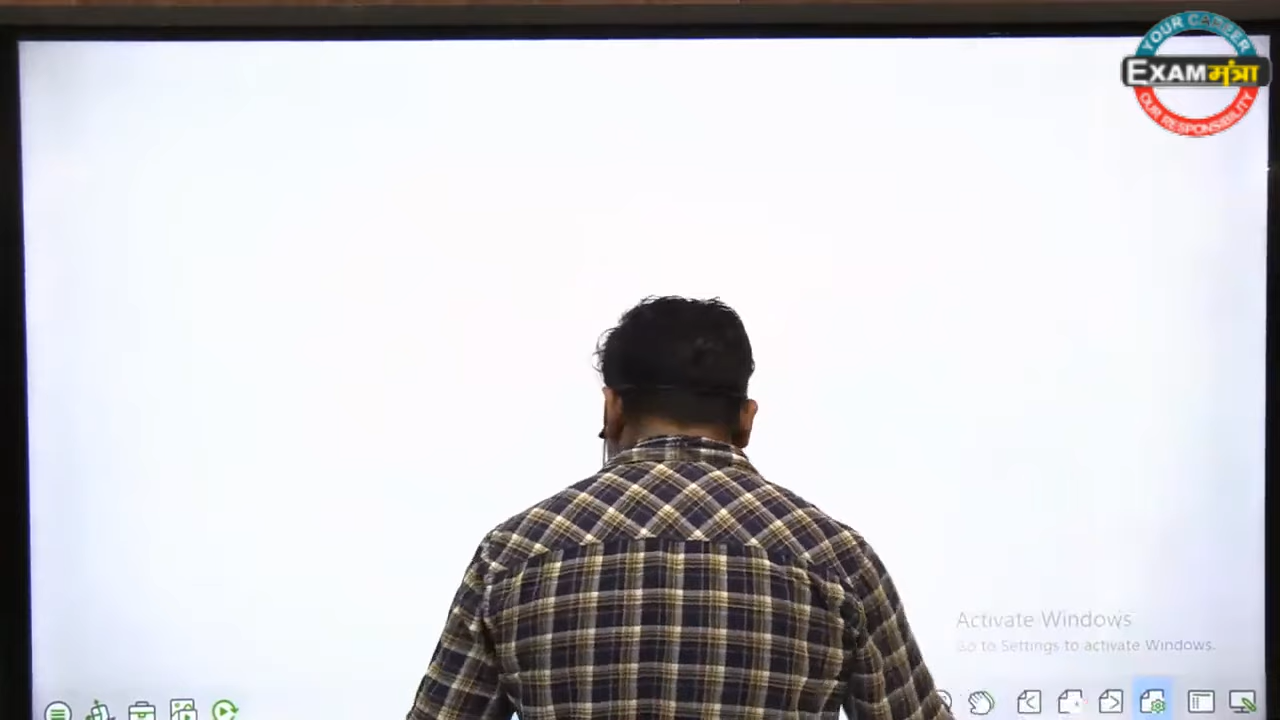 YOUR CAREER
EXAMमंत्रा
OUR RESPONSIBILITY
Activate Windows
Go to Settings to activate Windows.